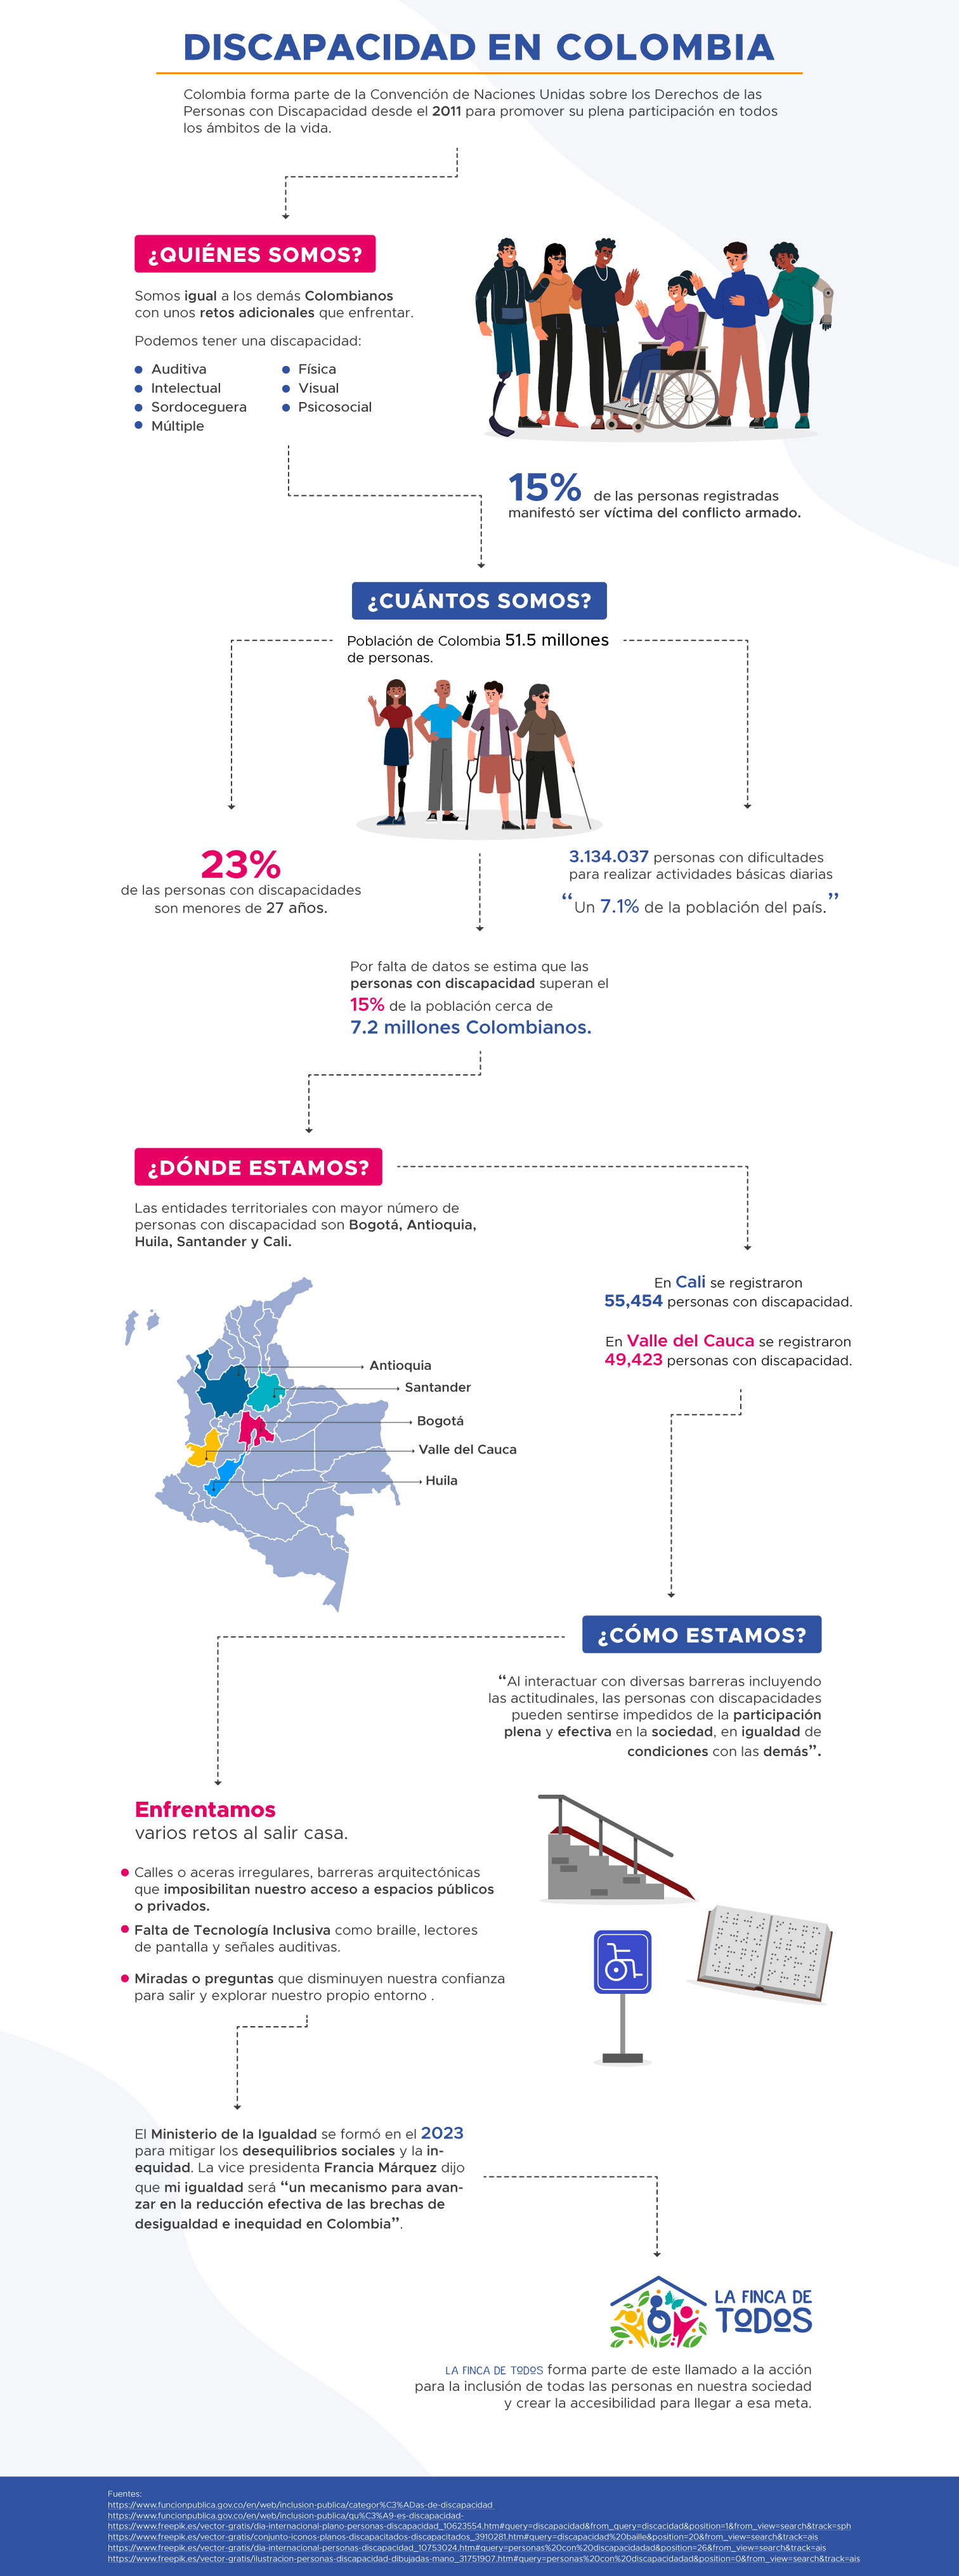 DISCAPACIDAD EN COLOMBIA
Colombia forma parte de la Convención de Naciones Unidas sobre los Derechos de las
Personas con Discapacidad desde el 2011 para promover su plena participación en todos
los ámbitos de la vida.
¿QUIÉNES SOMOS?
Somos igual a los demás Colombianos
con unos retos adicionales que enfrentar.
Podemos tener una discapacidad:
Auditiva
Intelectual
Sordoceguera
Múltiple
Física
Visual
Psicosocial
15% de las personas registradas
manifestó ser víctima del conflicto armado.
¿CUÁNTOS SOMOS?
Población de Colombia 51.5 millones
de personas.
23%
de las personas con discapacidades
son menores de 27 años.
3.134.037 personas con dificultades
para realizar actividades básicas diarias
“Un 7.1% de la población del país.”
Por falta de datos se estima que las
personas con discapacidad superan el
15% de la población cerca de
7.2 millones Colombianos.
¿DÓNDE ESTAMOS?
Las entidades territoriales con mayor número de
personas con discapacidad son Bogotá, Antioquia,
Huila, Santander y Cali.
En Cali se registraron
55,454 personas con discapacidad.
En Valle del Cauca se registraron
49,423 personas con discapacidad.
Antioquia
Santander
Bogotá
Valle del Cauca
Huila
¿CÓMO ESTAMOS?
“Al interactuar con diversas barreras incluyendo
las actitudinales, las personas con discapacidades
pueden sentirse impedidos de la participación
plena y efectiva en la sociedad, en igualdad de
condiciones con las demás”.
Enfrentamos
varios retos al salir casa.
Calles o aceras irregulares, barreras arquitectónicas
que imposibilitan nuestro acceso a espacios públicos
o privados.
Falta de Tecnología Inclusiva como braille, lectores
de pantalla y señales auditivas.
Miradas o preguntas que disminuyen nuestra confianza
para salir y explorar nuestro propio entorno .
El Ministerio de la Igualdad se formó en el 2023
para mitigar los desequilibrios sociales y la in-
equidad. La vice presidenta Francia Márquez dijo
que mi igualdad será “un mecanismo para avan-
zar en la reducción efectiva de las brechas de
desigualdad e inequidad en Colombia”.
LA FINCA DE
TODOS
LA FINCA DE TODOS forma parte de este llamado a la acción
para la inclusión de todas las personas en nuestra sociedad
y crear la accesibilidad para llegar a esa meta.
Fuentes:
https://www.funcionpublica.gov.co/en/web/inclusion-publica/categor%C3%ADas-de-discapacidad
https://www.funcionpublica.gov.co/en/web/inclusion-publica/qu%C3%A9-es-discapacidad-
https://www.freepik.es/vector-gratis/dia-internacional-plano-personas-discapacidad_10623554.htm#query=discapacidad&from_query=discacidad&position=1&from_view=search&track=sph
https://www.freepik.es/vector-gratis/conjunto-iconos-planos-discapacitados-discapacitados_3910281.htm#query=discapacidad%20baille&position=20&from_view=search&track=ais
https://www.freepik.es/vector-gratis/dia-internacional-personas-discapacidad_10753024.htm#query=personas%20con%20discapacidadad&position=26&from_view=search&track=ais
https://www.freepik.es/vector-gratis/ilustracion-personas-discapacidad-dibujadas-mano_31751907.htm#query=personas%20con%20discapacidadad&position=0&from_view=search&track=ais